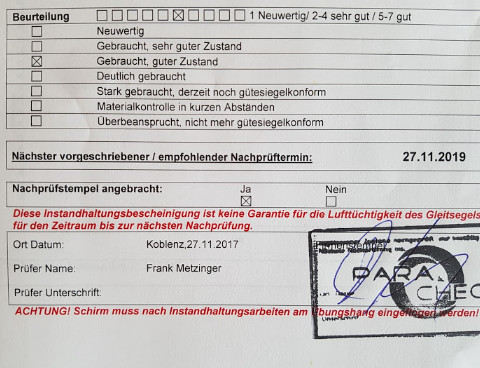 Beurteilung 1 Neuwertig/ 2-4 sehr gut / 5-7 gut
Neuwertig
Gebraucht, sehr guter Zustand
Gebraucht, guter Zustand
Deutlich gebraucht
Stark gebraucht, derzeit noch gütesiegelkonform
Materialkontrolle in kurzen Abständen
Überbeansprucht, nicht mehr gütesiegelkonform
Nächster vorgeschriebener / empfohlender Nachprüftermin: 27.11.2019
Nachprüfstempel angebracht: Ja Nein
Diese Instandhaltungsbescheinigung ist keine Garantie für die Lufttüchtigkeit des Gleitsegels
für den Zeitraum bis zur nächsten Nachprüfung.
Ort Datum: Koblenz,27.11.2017
Prüfer Name: Frank Metzinger
PARA
CHEC
Prüfer Unterschrift:
ACHTUNG! Schirm muss nach Instandhaltungsarbeiten am Übungshang eingeflogen werden!